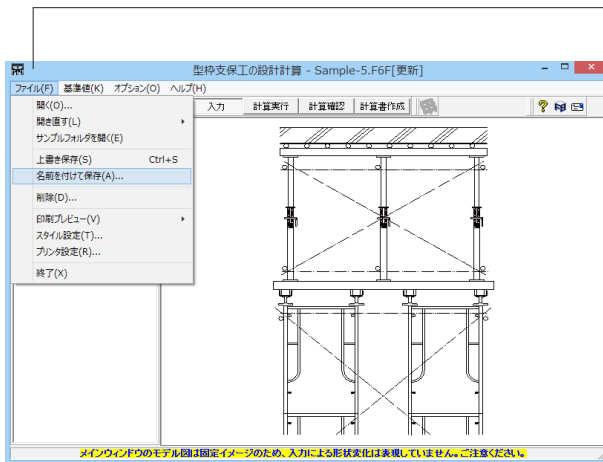 型枠支保工の設計計算 - Sample-5.F6F[更新]
ファイル(F) 基準値(K) オプション(O) ヘルプ(H)
入力 計算実行 計算確認 計算書作成
開く(O)...
開き直す(L)
サンプルフォルダを開く(E)
上書き保存(S) Ctrl+S
名前を付けて保存(A)...
削除(D)...
印刷プレビュー(V)
スタイル設定(T)...
プリンタ設定(R)...
終了(X)
メインウィンドウのモデル図は固定イメージのため、入力による形状変化は表現していません。ご注意ください。